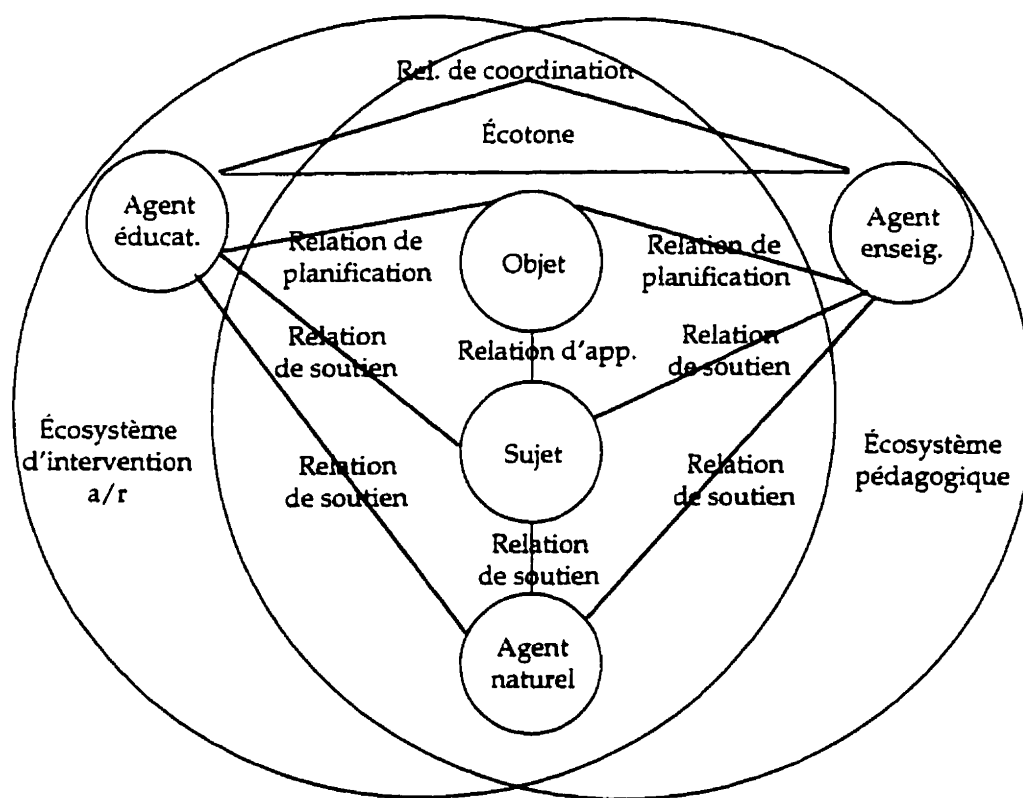 Rel. de coordination
Écotone
Agent
éducat.
Agent
enseig.
Relation de
planification
Objet
Relation de
planification
Relation
de soutien
Relation d'app.
Relation
de soutien
Écosystème
d'intervention
a/r
Sujet
Écosystème
pédagogique
Relation
de soutien
Relation
de soutien
Relation
de soutien
Agent
naturel